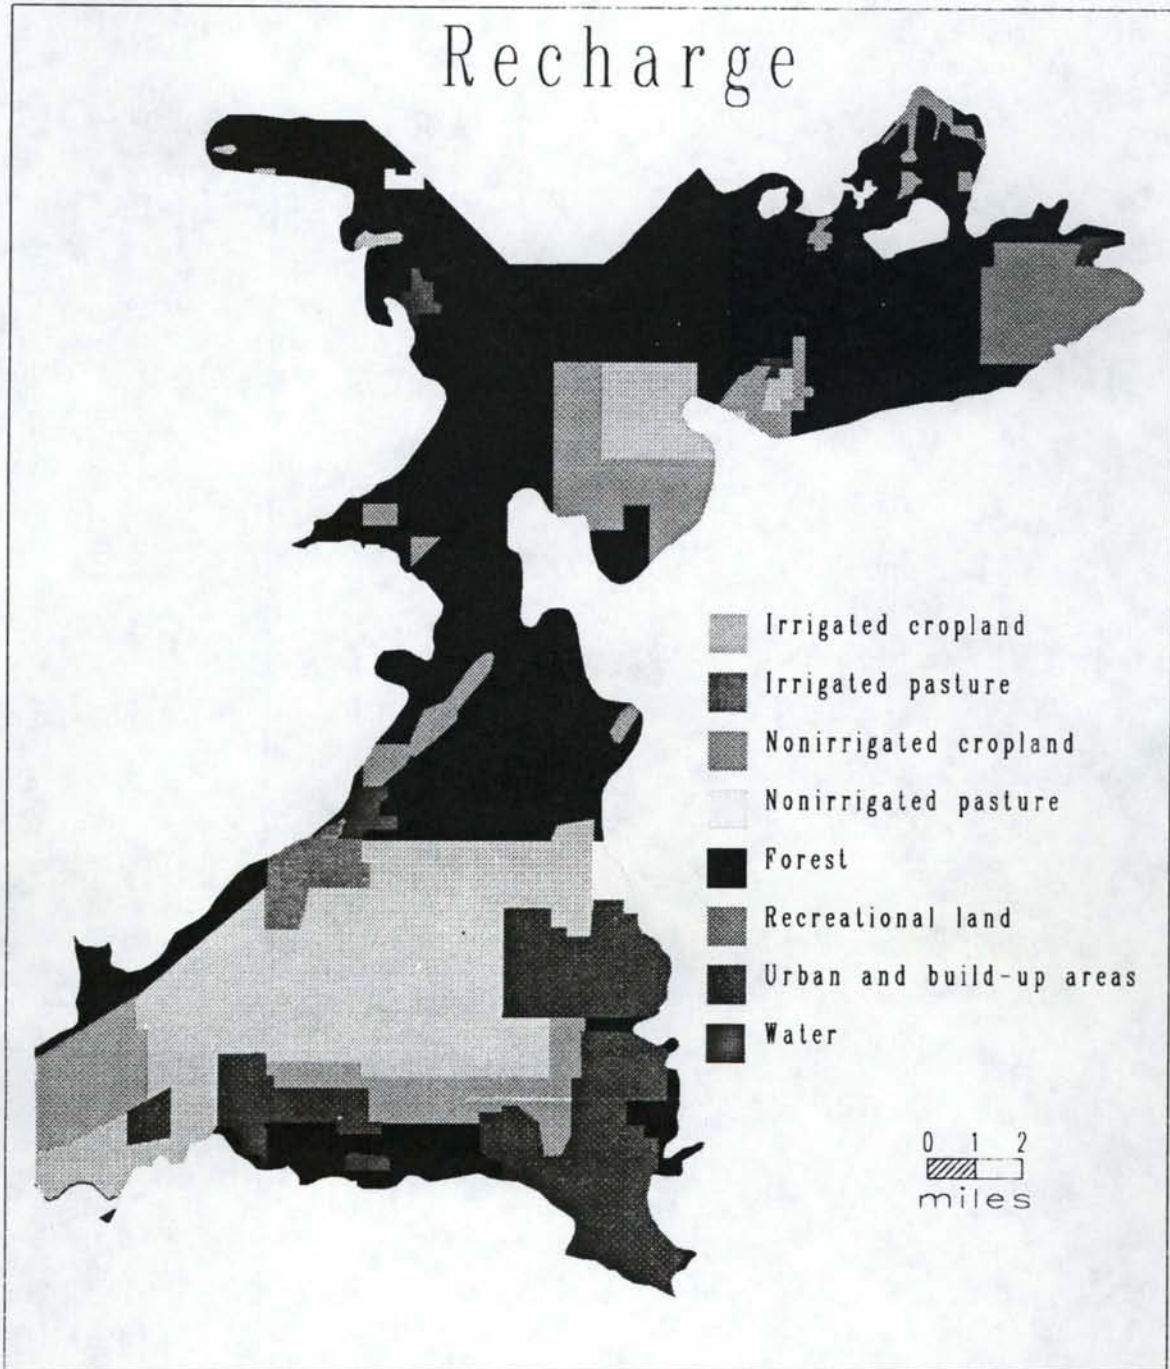 Recharge
Irrigated cropland
Irrigated pasture
Nonirrigated cropland
Nonirrigated pasture
Forest
Recreational land
Urban and build-up areas
Water
0 1 2
miles